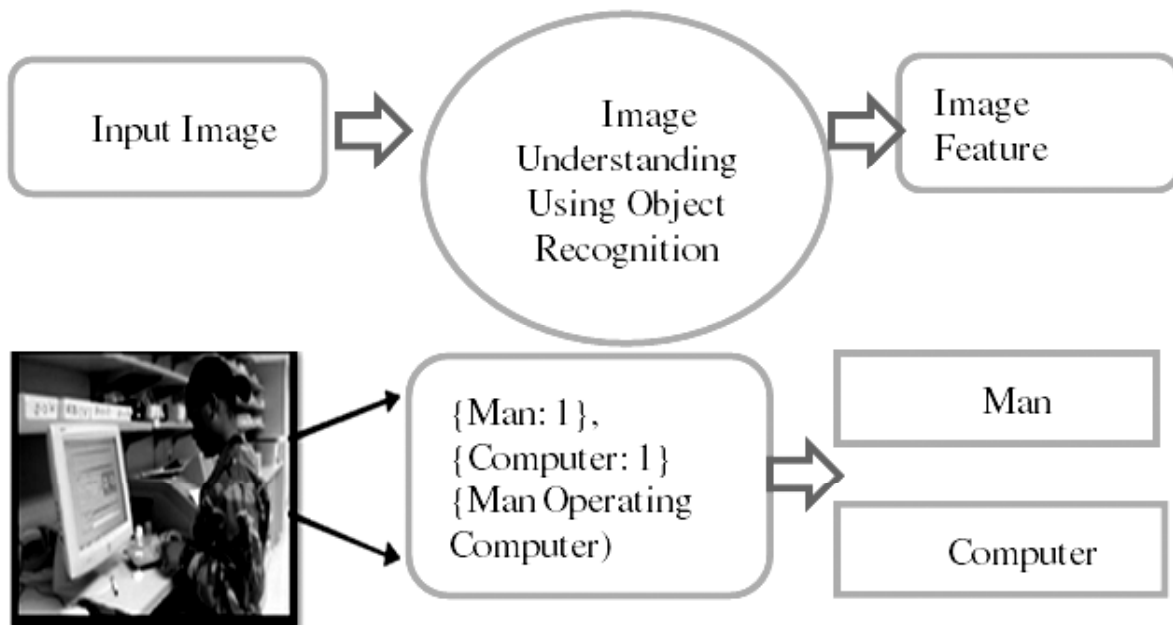 Input Image
Image
Understanding
Using Object
Recognition
Image
Feature
{Man: 1},
{Computer: 1}
{Man Operating
Computer)
Man
Computer